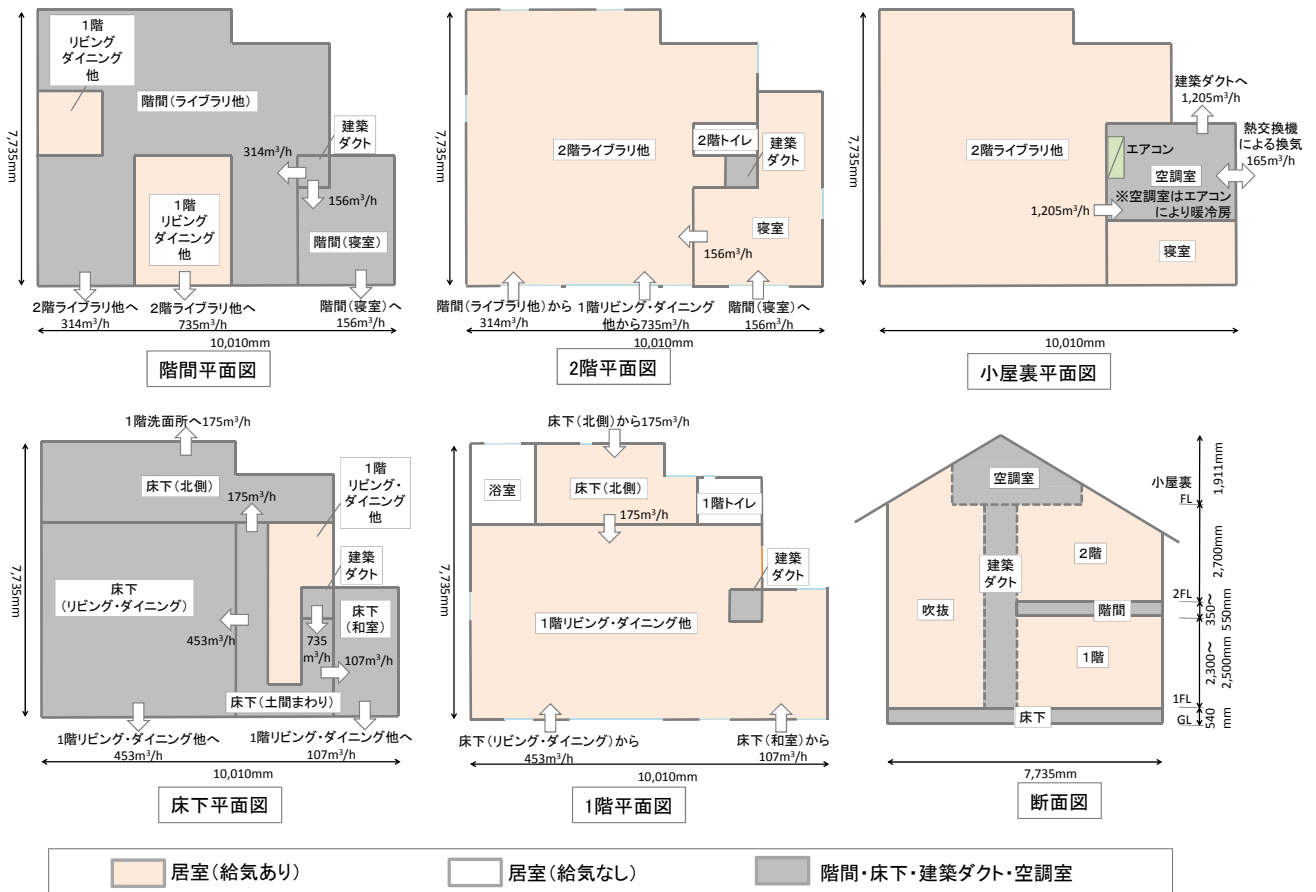 1階
リビング
ダイニング
他
階間(ライブラリ他)
建築
ダクト
314m³/h
156m³/h
1階
リビング
ダイニング
他
階間(寝室)
7,735mm
2階ライブラリ他へ
314m³/h
2階ライブラリ他へ
735m³/h
階間(寝室)へ
156m³/h
10,010mm
階間平面図
7,735mm
2階トイレ
建築
ダクト
2階ライブラリ他
寝室
156m³/h
階間(ライブラリ他)から
314m³/h
1階リビング・ダイニング
他から735m³/h
階間(寝室)へ
156m³/h
10,010mm
2階平面図
建築ダクトへ
1,205m³/h
熱交換機
による換気
165m³/h
7,735mm
2階ライブラリ他
エアコン
空調室
※空調室はエアコン
により暖冷房
1,205m³/h
寝室
10,010mm
小屋裏平面図
1階洗面所へ175m³/h
床下(北側)
175m³/h
1階
リビング・
ダイニング
他
建築
ダクト
7,735mm
床下
(リビング・ダイニング)
床下
(和室)
453m³/h
735
m³/h
107m³/h
床下(土間まわり)
1階リビング・ダイニング他へ
453m³/h
1階リビング・ダイニング他へ
107m³/h
10,010mm
床下平面図
床下(北側)から175m³/h
浴室
床下(北側)
1階トイレ
175m³/h
7,735mm
建築
ダクト
1階リビング・ダイニング他
床下(リビング・ダイニング)から
453m³/h
床下(和室)から
107m³/h
10,010mm
1階平面図
空調室
小屋裏
FL
1,911mm
2階
建築
ダクト
吹抜
2,700mm
2FL
階間
350~
550mm
1階
2,300~
2,500mm
1FL
床下
GL
540
mm
7,735mm
断面図
居室(給気あり)
居室(給気なし)
階間・床下・建築ダクト・空調室